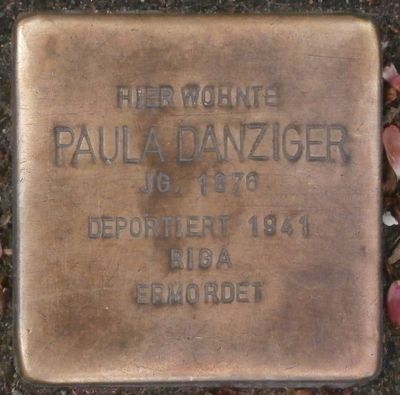 HIER WOHNTE
PAULA DANZIGER
JG. 1876
DEPORTIERT 1941
RIGA
ERMORDET